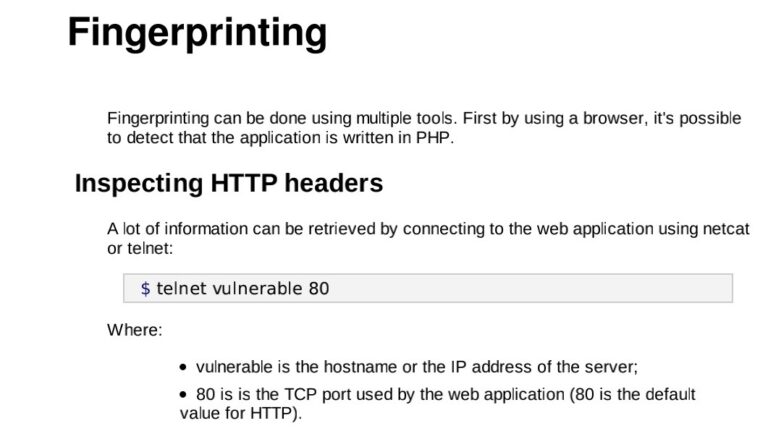 Fingerprinting
Fingerprinting can be done using multiple tools. First by using a browser, it's possible
to detect that the application is written in PHP.
Inspecting HTTP headers
A lot of information can be retrieved by connecting to the web application using netcat
or telnet:
$ telnet vulnerable 80
Where:
• vulnerable is the hostname or the IP address of the server;
• 80 is is the TCP port used by the web application (80 is the default
value for HTTP).